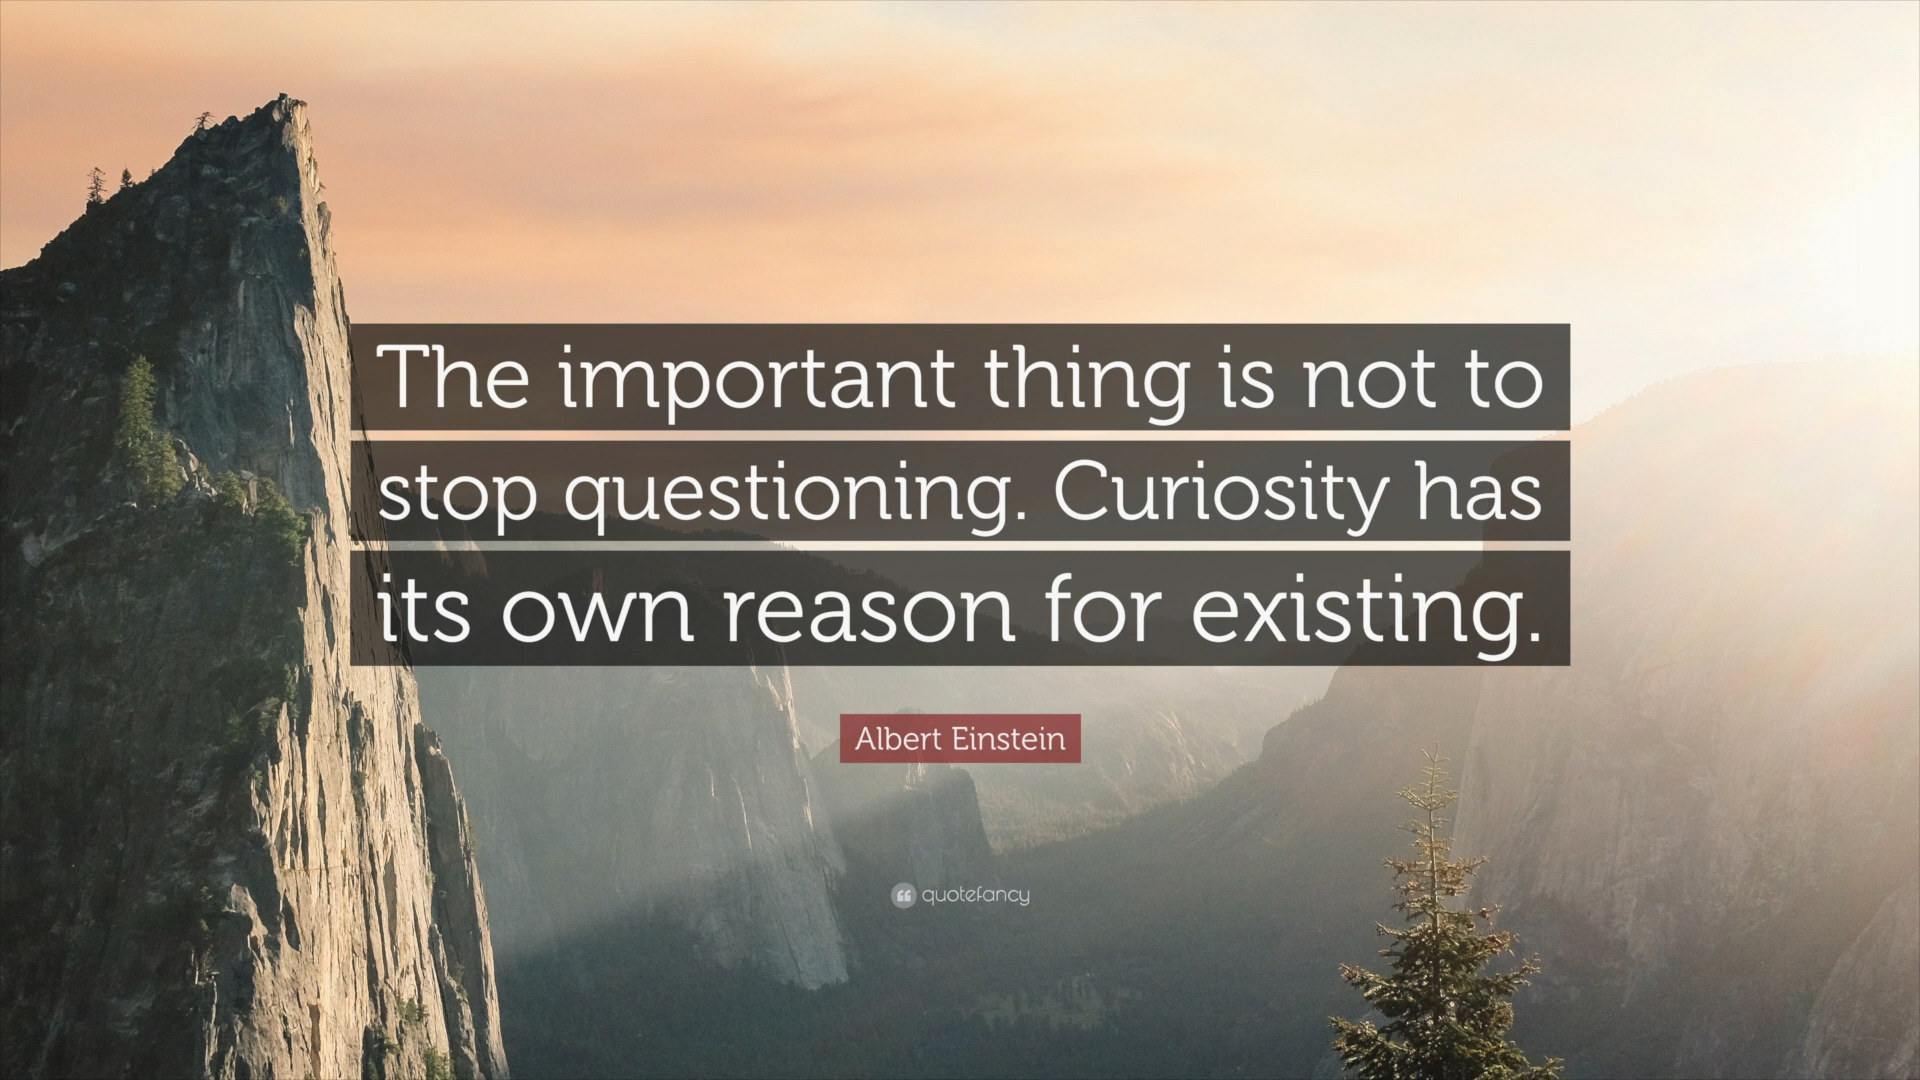 The important thing is not to
stop questioning. Curiosity has
its own reason for existing.
Albert Einstein
quotefancy